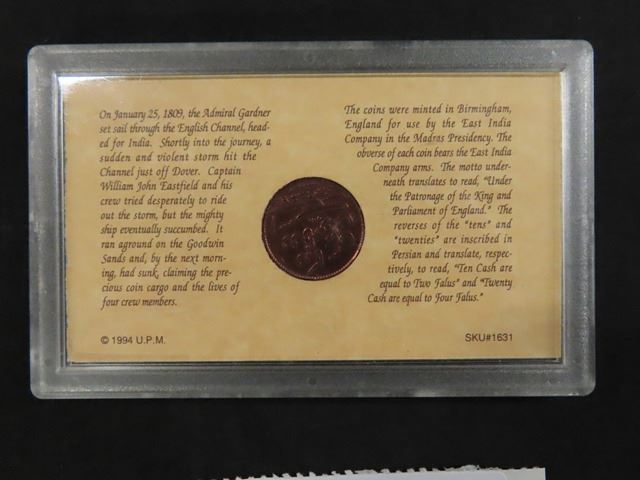 On January 25, 1809, the Admiral Gardner
set sail through the English Channel, head-
ed for India. Shortly into the journey, a
sudden and violent storm hit the
Channel just off Dover. Captain
William John Eastfield and his
crew tried desperately to ride
out the storm, but the mighty
ship eventually succumbed. It
ran aground on the Goodwin
Sands and, by the next morn-
ing, had sunk, claiming the pre-
cious coin cargo and the lives of
four crew members.
© 1994 U.P.M.
The coins were minted in Birmingham,
England for use by the East India
Company in the Madras Presidency. The
obverse of each coin bears the East India
Company arms. The motto under-
neath translates to read, "Under
the Patronage of the King and
Parliament of England." The
reverses of the "tens" and
"twenties" are inscribed in
Persian and translate, respec-
tively, to read, "Ten Cash are
equal to Two Falus" and "Twenty
Cash are equal to Four Falus."
SKU#1631